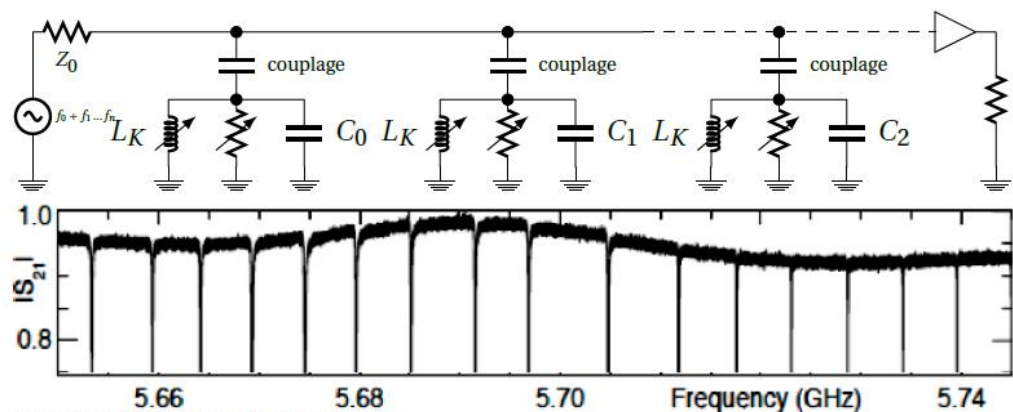 Z0
couplage couplage couplage
f0 + f1 ... fn
LK C0 LK C1 LK C2
1.0
|S21|
0.8
5.66 5.68 5.70 Frequency (GHz) 5.74